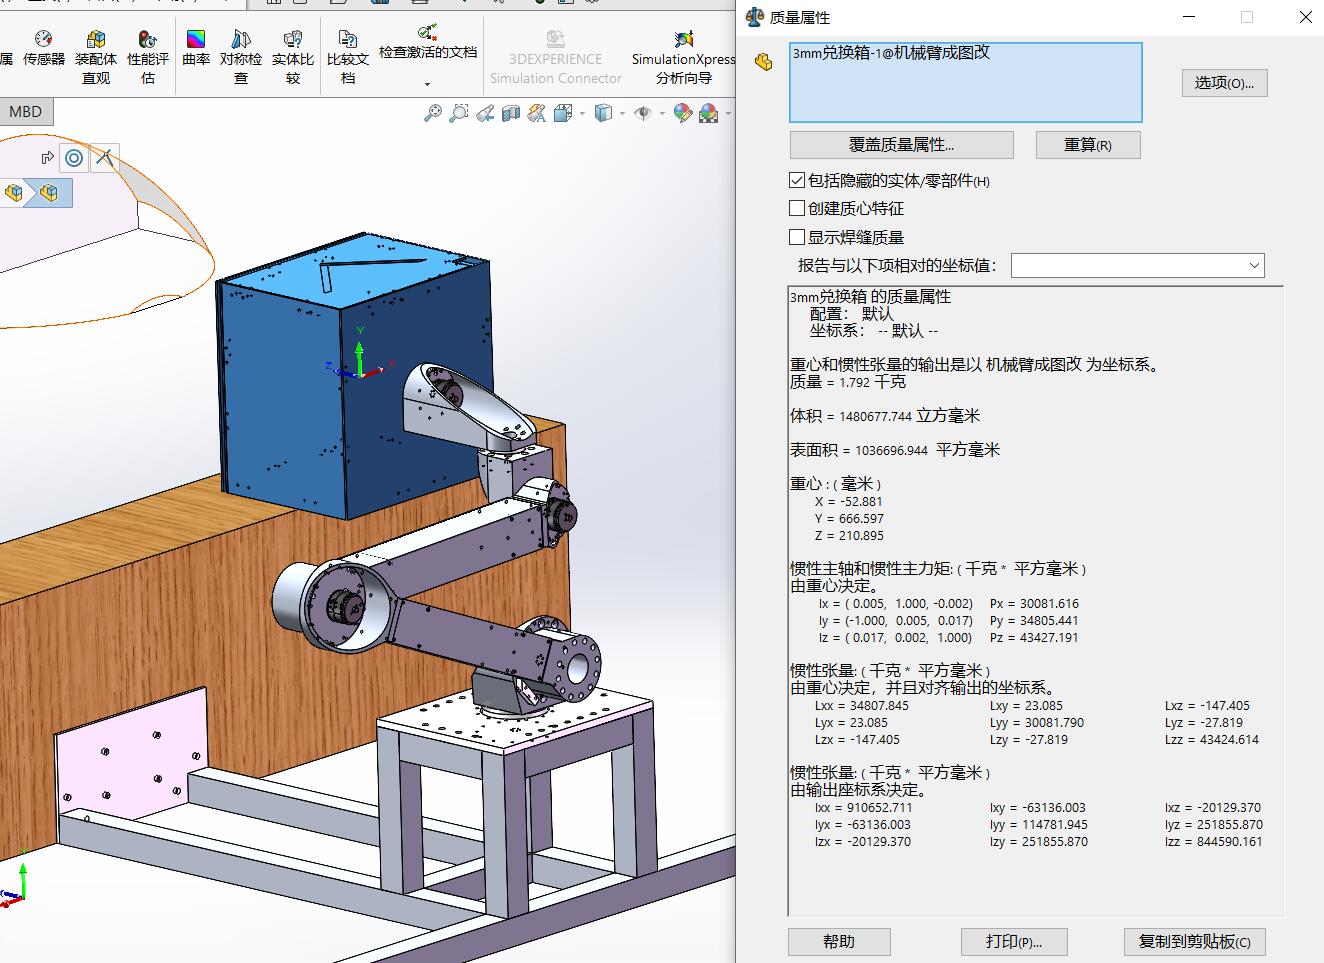 质量属性
传感器
装配体直观
性能评估
曲率
对称检查
实体比较
比较文档
检查激活的文档
3DEXPERIENCE
Simulation Connector
SimulationXpress
分析向导
MBD
Y
Z
X
3mm兑换箱-1@机械臂成图改
选项(O)...
覆盖质量属性...
重算(R)
包括隐藏的实体/零部件(H)
创建质心特征
显示焊缝质量
报告与以下项相对的坐标值：
3mm兑换箱 的质量属性
配置： 默认
坐标系： -- 默认 --
重心和惯性张量的输出是以 机械臂成图改 为坐标系。
质量 = 1.792 千克
体积 = 1480677.744 立方毫米
表面积 = 1036696.944 平方毫米
重心 : ( 毫米 )
X = -52.881
Y = 666.597
Z = 210.895
惯性主轴和惯性主力矩: ( 千克 * 平方毫米 )
由重心决定。
Ix = ( 0.005, 1.000, -0.002) Px = 30081.616
Iy = (-1.000, 0.005, 0.017) Py = 34805.441
Iz = ( 0.017, 0.002, 1.000) Pz = 43427.191
惯性张量: ( 千克 * 平方毫米 )
由重心决定，并且对齐输出的坐标系。
Lxx = 34807.845 Lxy = 23.085 Lxz = -147.405
Lyx = 23.085 Lyy = 30081.790 Lyz = -27.819
Lzx = -147.405 Lzy = -27.819 Lzz = 43424.614
惯性张量: ( 千克 * 平方毫米 )
由输出座标系决定。
Ixx = 910652.711 Ixy = -63136.003 Ixz = -20129.370
Iyx = -63136.003 Iyy = 114781.945 Iyz = 251855.870
Izx = -20129.370 Izy = 251855.870 Izz = 844590.161
帮助
打印(P)...
复制到剪贴板(C)